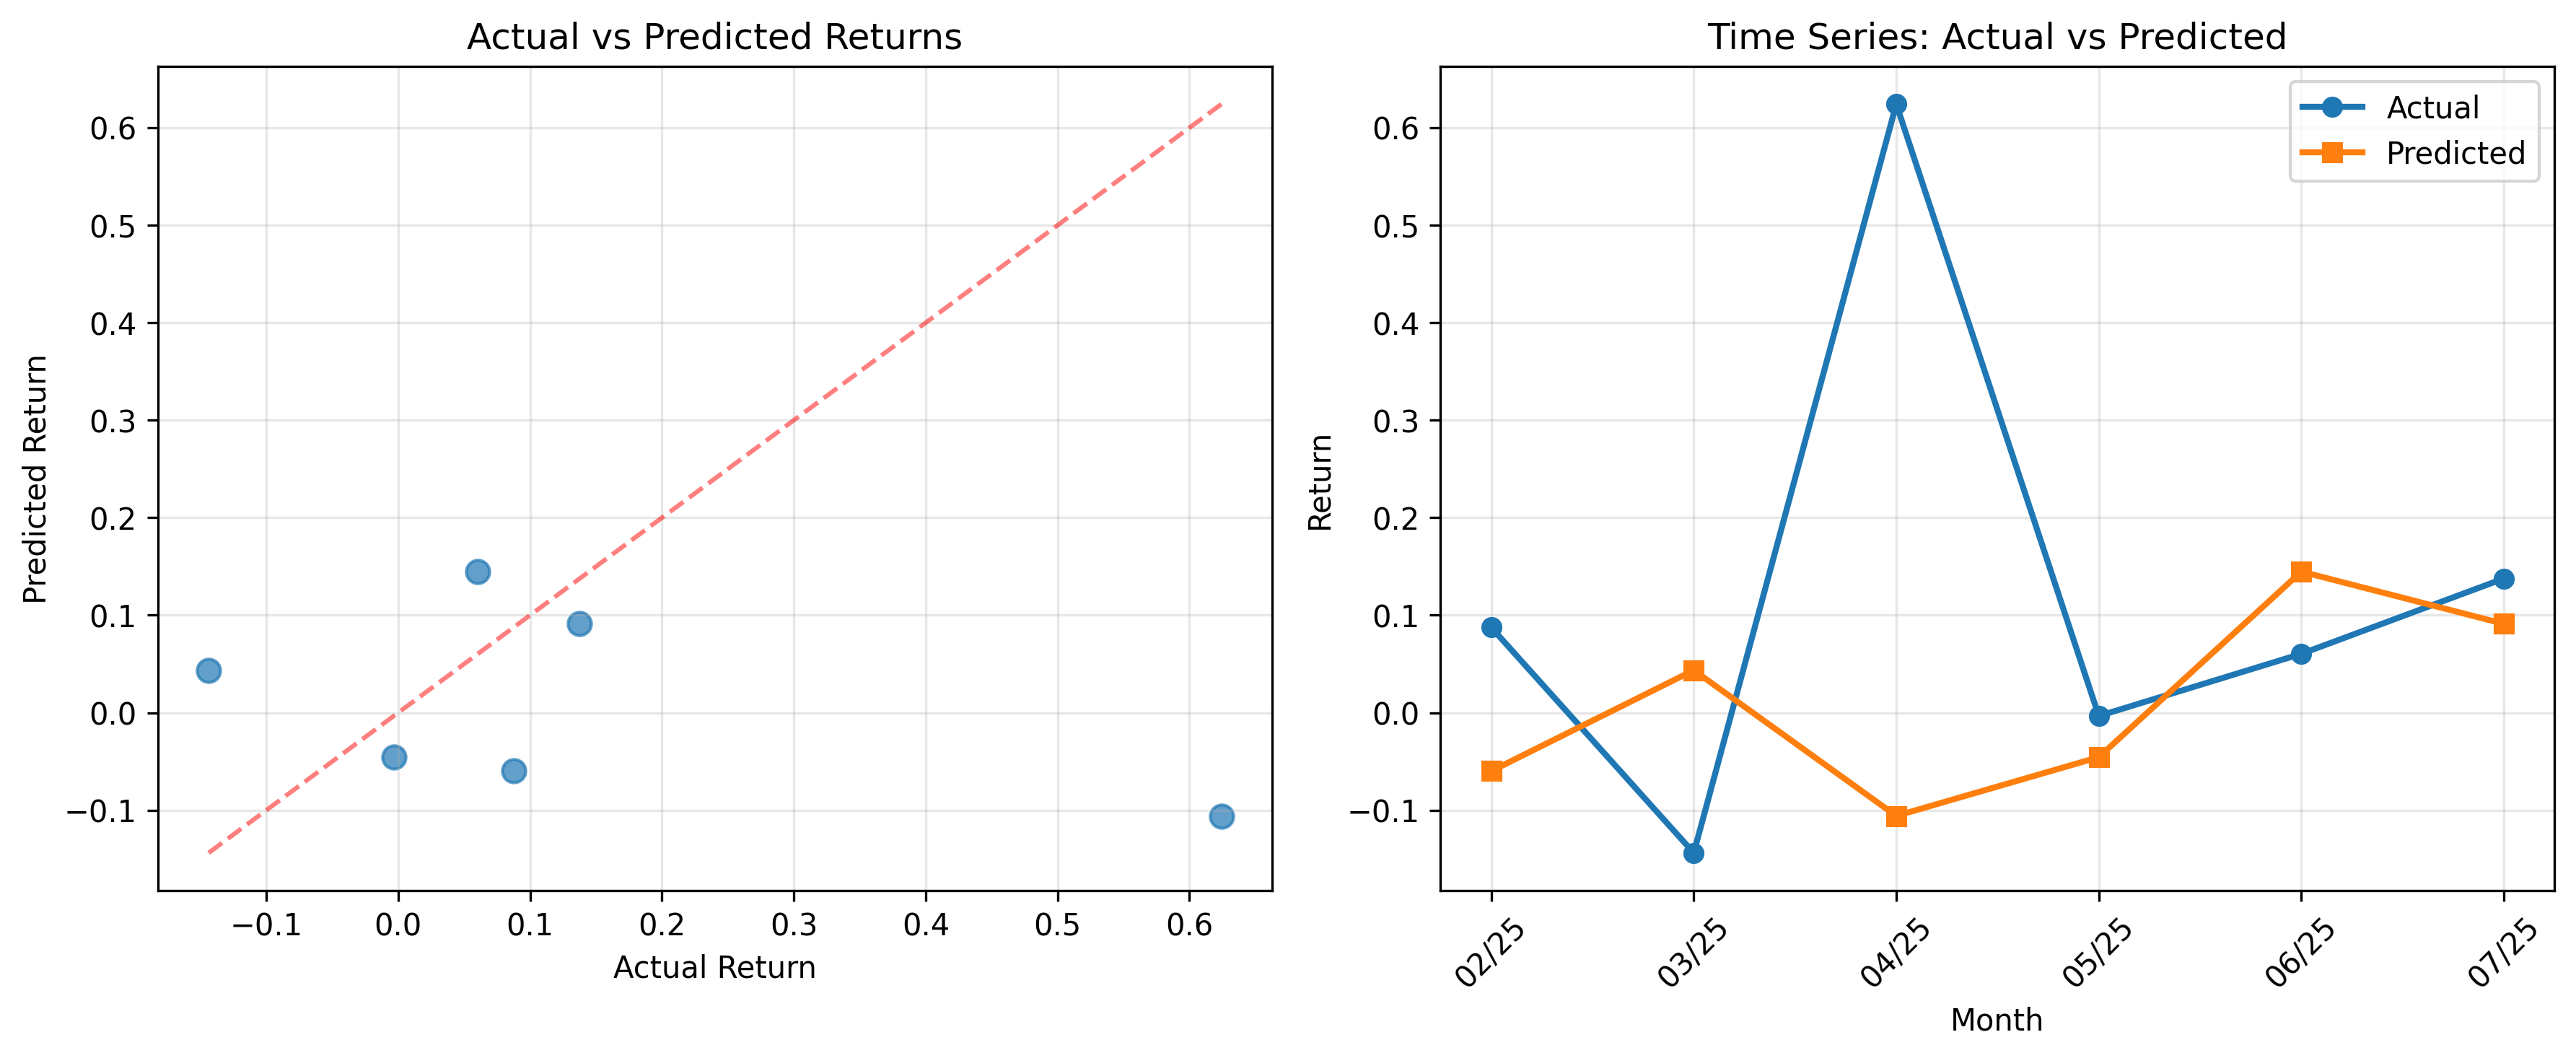 Actual vs Predicted Returns
0.6
0.5
0.4
0.3
0.2
0.1
0.0
−0.1
Predicted Return
−0.1 0.0 0.1 0.2 0.3 0.4 0.5 0.6
Actual Return
Time Series: Actual vs Predicted
Actual
Predicted
0.6
0.5
0.4
0.3
0.2
0.1
0.0
−0.1
Return
02/25 03/25 04/25 05/25 06/25 07/25
Month